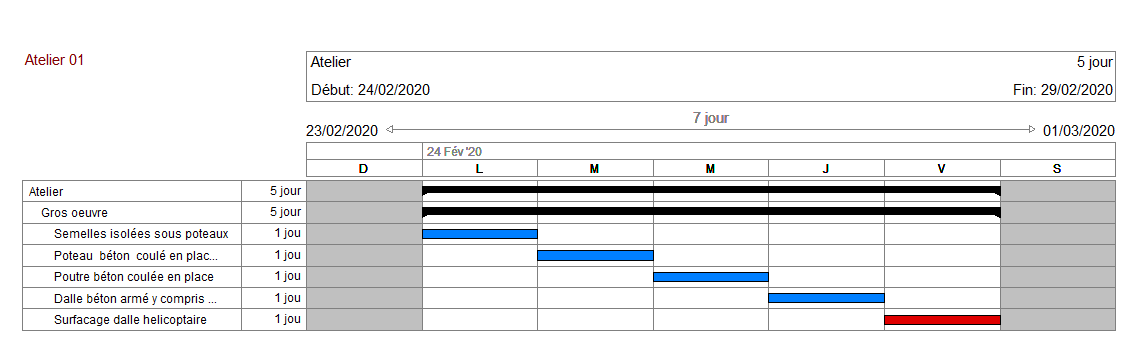 Atelier 01
Atelier 5 jour
Début: 24/02/2020 Fin: 29/02/2020
7 jour
23/02/2020 01/03/2020
24 Fév '20
D L M M J V S
Atelier 5 jour
Gros oeuvre 5 jour
Semelles isolées sous poteaux 1 jou
Poteau béton coulé en plac... 1 jou
Poutre béton coulée en place 1 jou
Dalle béton armé y compris ... 1 jou
Surfacage dalle helicoptaire 1 jou